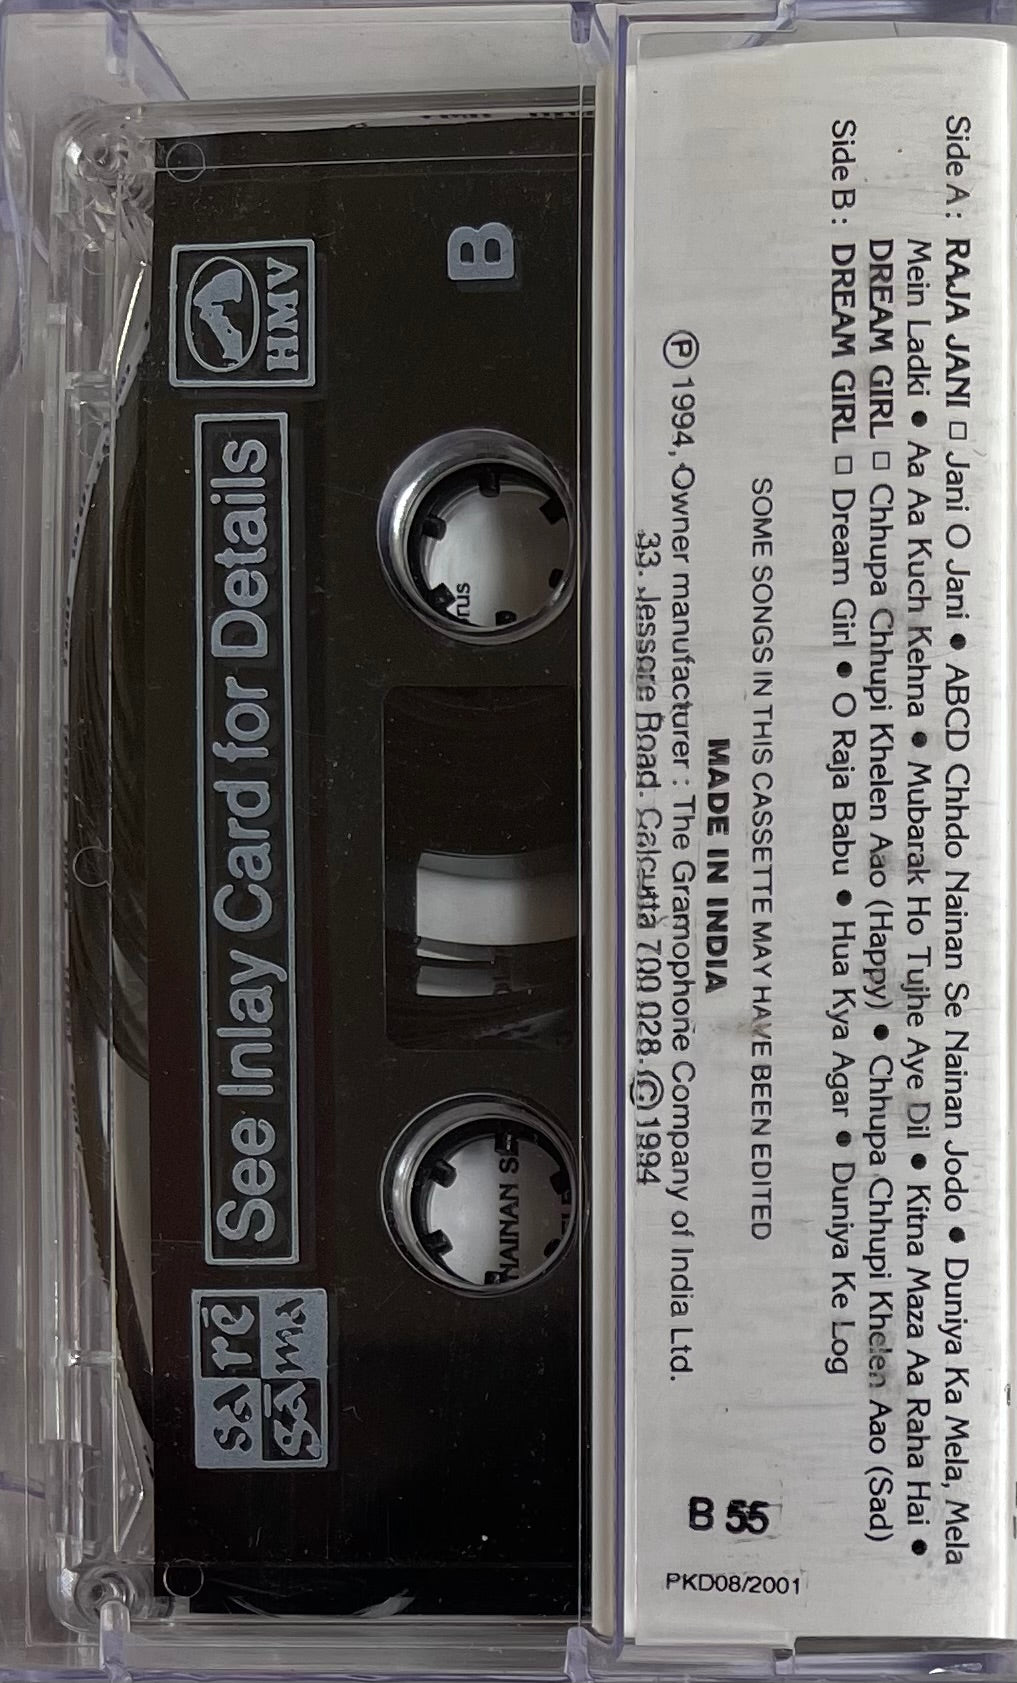 Side A : RAJA JANI □ Jani O Jani ● ABCD Chhdo Nainan Se Nainan Jodo ● Duniya Ka Mela, Mela
Mein Ladki ● Aa Aa Kuch Kehna ● Mubarak Ho Tujhe Aye Dil ● Kitna Maza Aa Raha Hai ●
DREAM GIRL □ Chhupa Chhupi Khelen Aao (Happy) ● Chhupa Chhupi Khelen Aao (Sad)
Side B : DREAM GIRL □ Dream Girl ● O Raja Babu ● Hua Kya Agar ● Duniya Ke Log
SOME SONGS IN THIS CASSETTE MAY HAVE BEEN EDITED
MADE IN INDIA
Ⓟ 1994, Owner manufacturer : The Gramophone Company of India Ltd.
33. Jessore Road. Calcutta 700 028. © 1994
B 55
PKD08/2001
B
HMV
See Inlay Card for Details
sa re
sa ma
NAINAN S